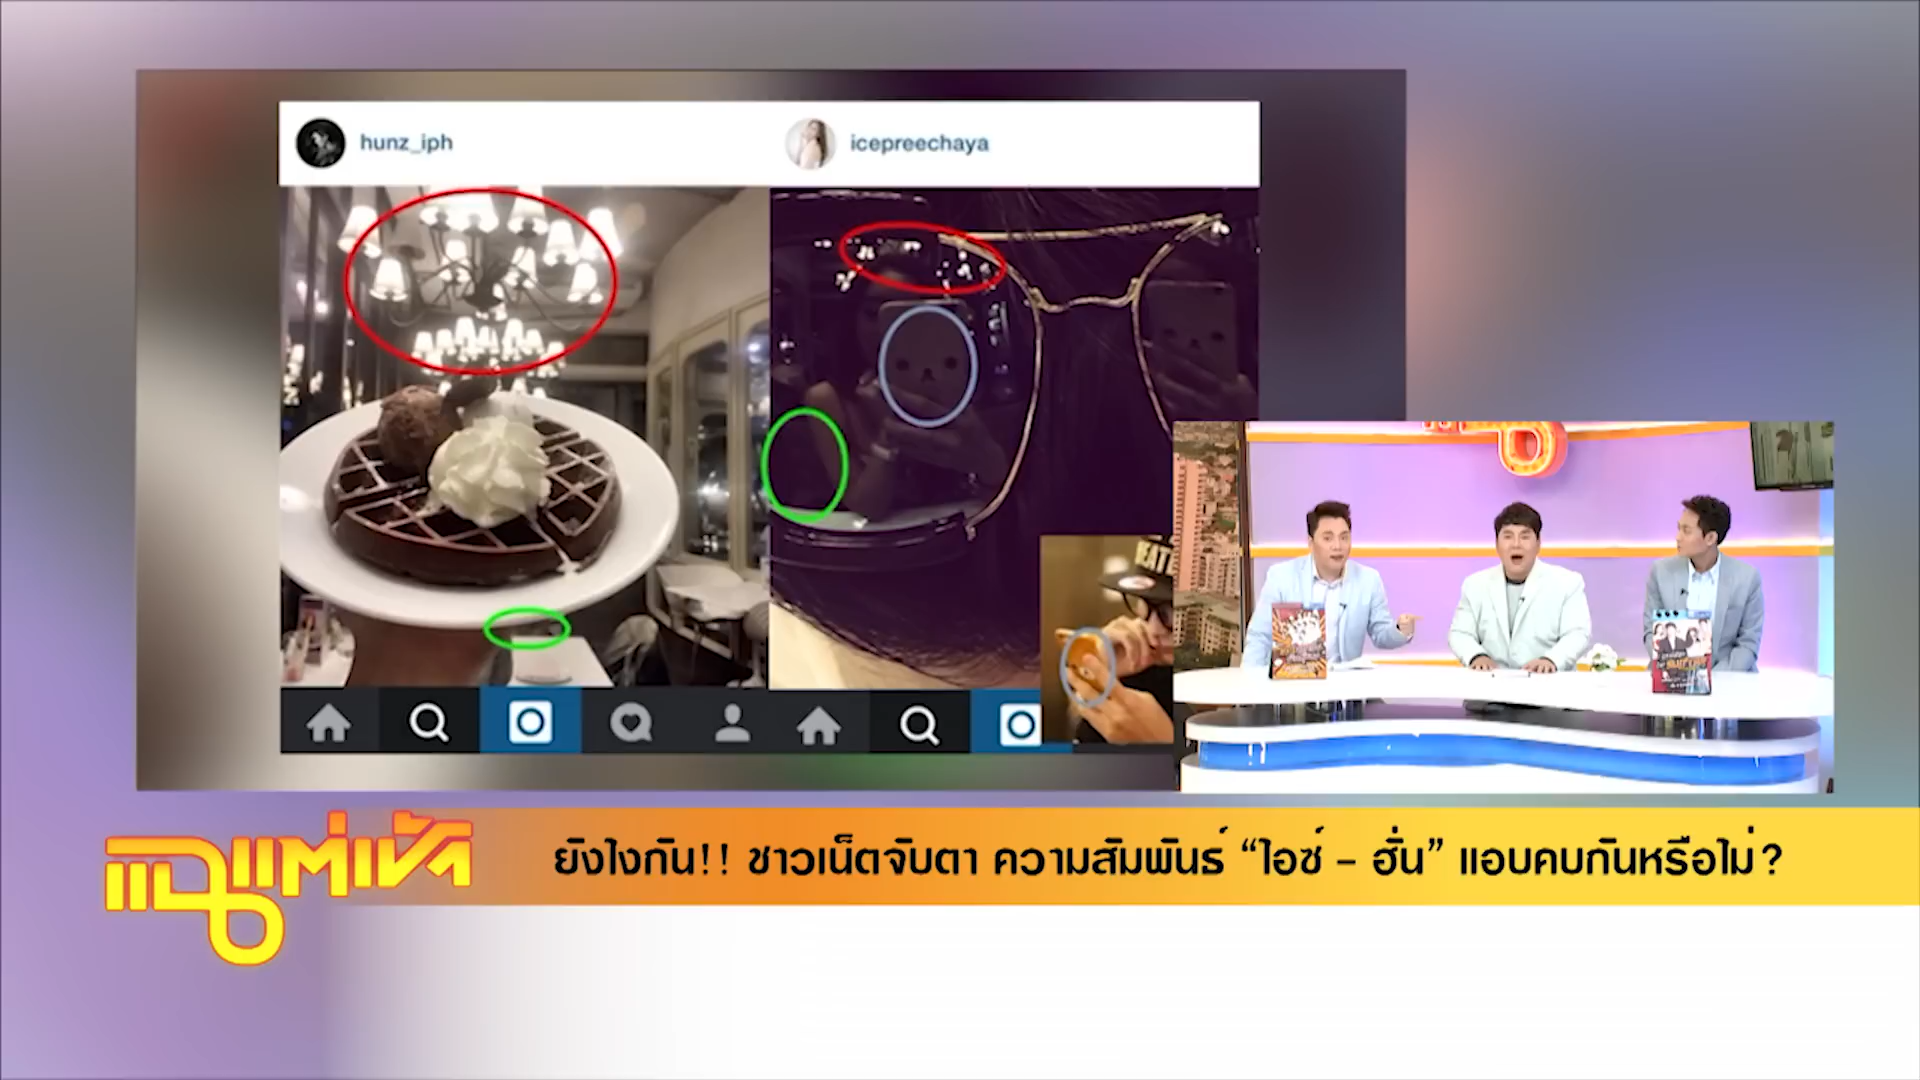 hunz_iph
icepreechaya
แฉแต่เช้า
ยังไงกัน!! ชาวเน็ตจับตา ความสัมพันธ์ “ไอซ์ – ฮั่น” แอบคบกันหรือไม่?